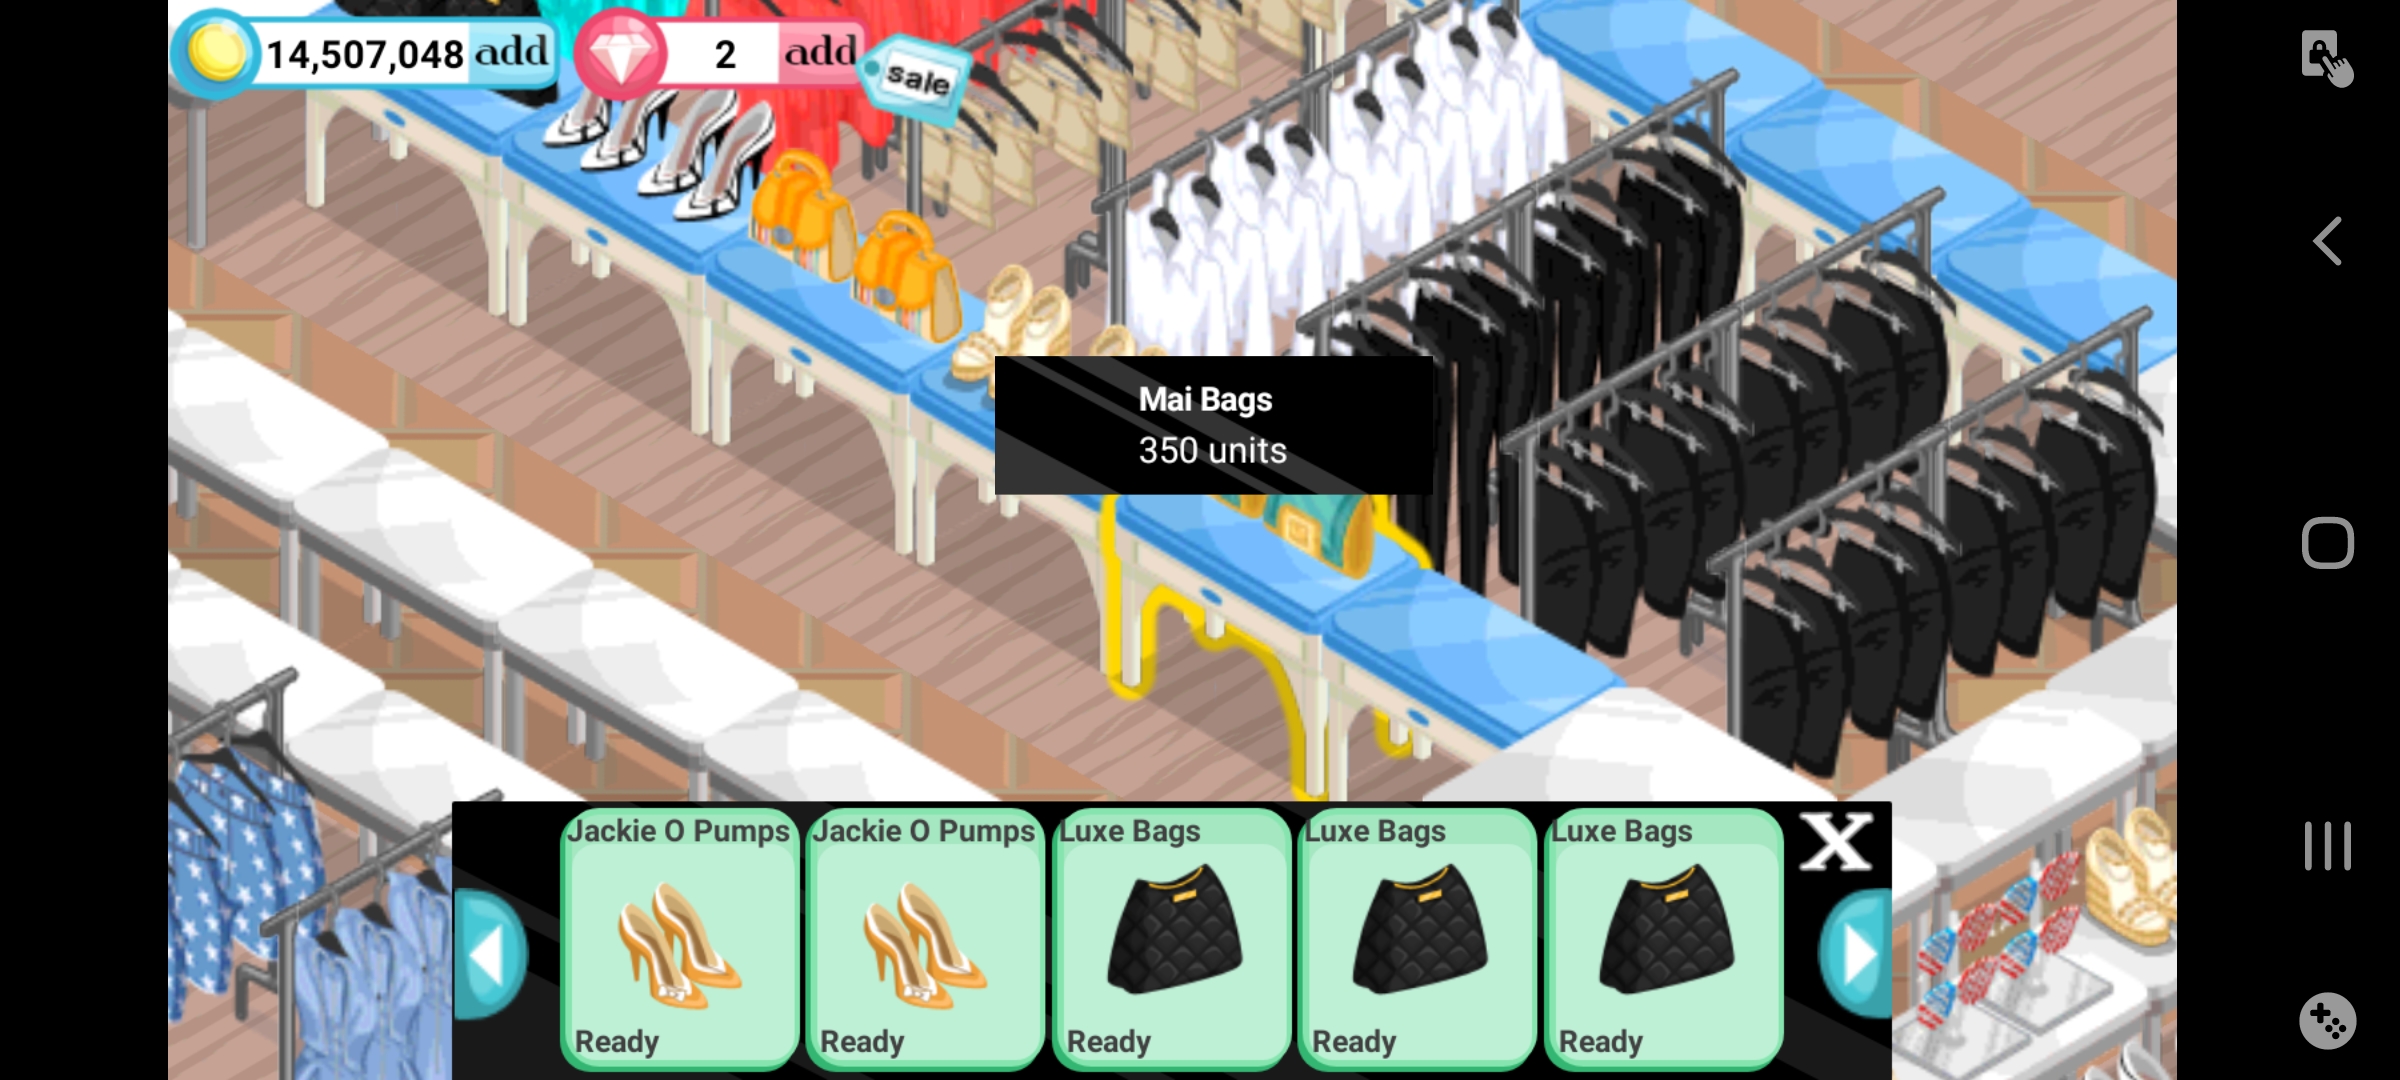 14,507,048 add
2 add
sale
Mai Bags
350 units
Jackie O Pumps
Jackie O Pumps
Luxe Bags
Luxe Bags
Luxe Bags
X
Ready
Ready
Ready
Ready
Ready